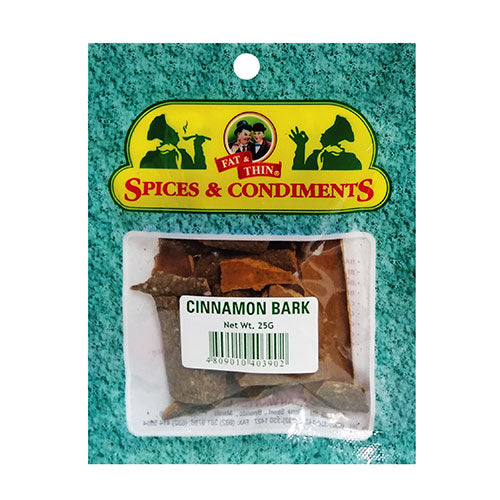 FAT &
THIN®
SPICES & CONDIMENTS
CINNAMON BARK
Net Wt. 25G
4809010403902